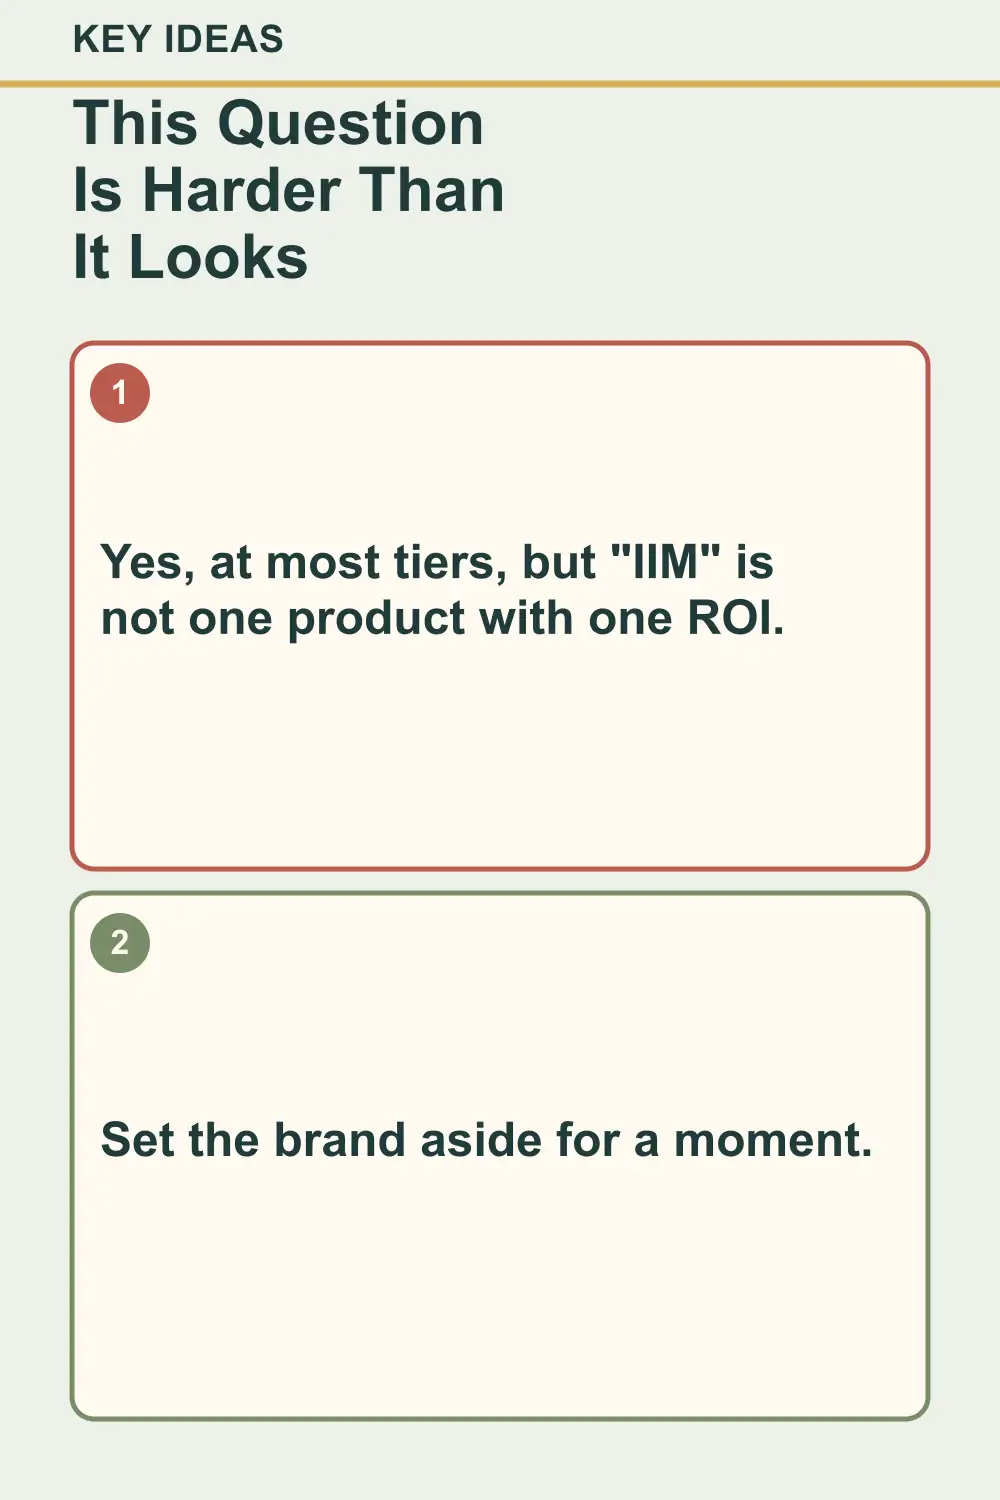 KEY IDEAS
This Question
Is Harder Than
It Looks
1
Yes, at most tiers, but "IIM" is
not one product with one ROI.
2
Set the brand aside for a moment.